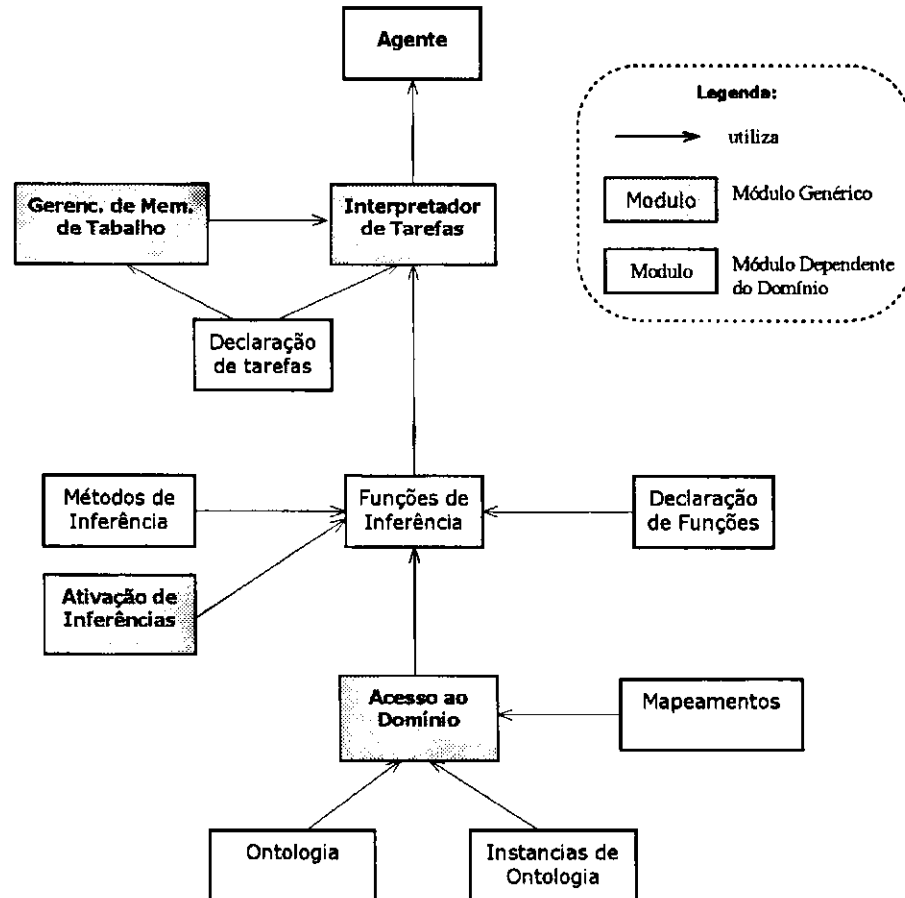 Agente
Legenda:
utiliza
Modulo
Módulo Genérico
Modulo
Módulo Dependente
do Domínio
Gerenc. de Mem.
de Tabalho
Interpretador
de Tarefas
Declaração
de tarefas
Métodos de
Inferência
Funções de
Inferência
Declaração
de Funções
Ativação de
Inferências
Acesso ao
Domínio
Mapeamentos
Ontologia
Instancias de
Ontologia